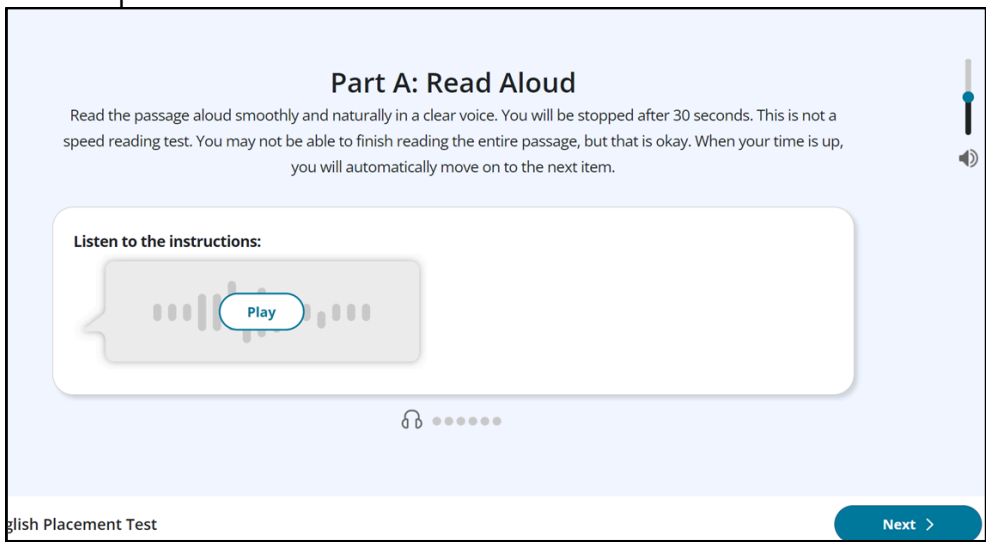 Part A: Read Aloud
Read the passage aloud smoothly and naturally in a clear voice. You will be stopped after 30 seconds. This is not a
speed reading test. You may not be able to finish reading the entire passage, but that is okay. When your time is up,
you will automatically move on to the next item.
Listen to the instructions:
Play
glish Placement Test
Next